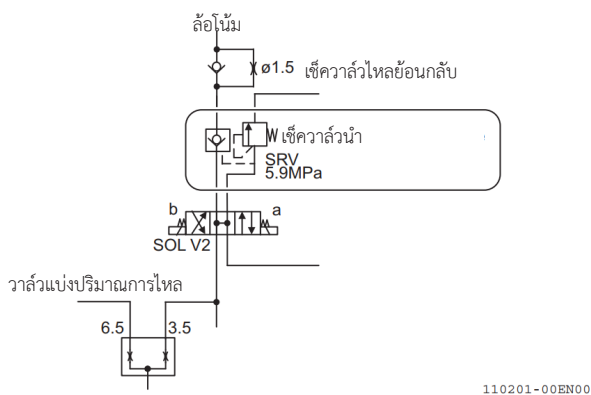 ล้อโน้ม
ø1.5 เช็ควาล์วไหลย้อนกลับ
เช็ควาล์วนำ
SRV
5.9MPa
b a
SOL V2
วาล์วแบ่งปริมาณการไหล
6.5 3.5
110201-00EN00